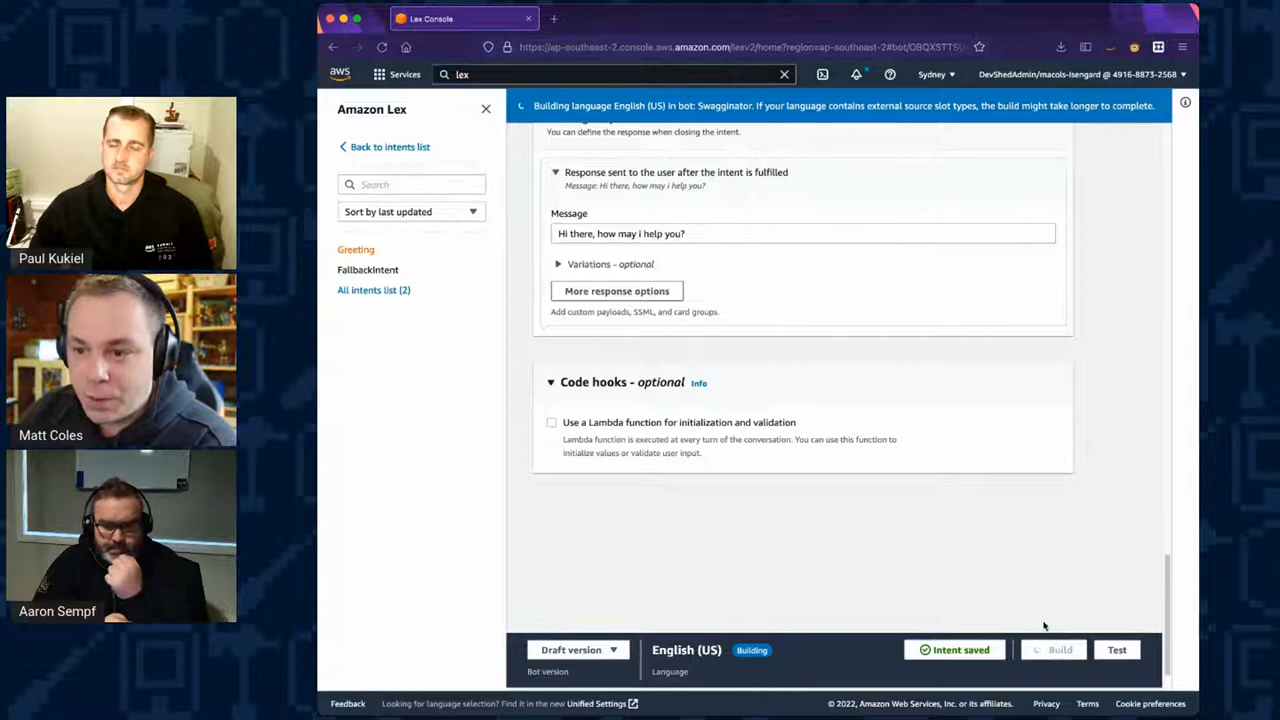 Lex Console
https://ap-southeast-2.console.aws.amazon.com/lexv2/home?region=ap-southeast-2#bot/OBQXSTTSU
aws
Services
lex
Sydney
DevShedAdmin/macols-Isengard @ 4916-8873-2568
Amazon Lex
Building language English (US) in bot: Swagginator. If your language contains external source slot types, the build might take longer to complete.
You can define the response when closing the intent.
Back to intents list
Search
Sort by last updated
Greeting
FallbackIntent
All intents list (2)
Response sent to the user after the intent is fulfilled
Message: Hi there, how may i help you?
Message
Hi there, how may i help you?
Variations - optional
More response options
Add custom payloads, SSML, and card groups.
Code hooks - optional Info
Use a Lambda function for initialization and validation
Lambda function is executed at every turn of the conversation. You can use this function to
initialize values or validate user input.
Draft version
Bot version
English (US) Building
Language
Intent saved
Build
Test
Feedback
Looking for language selection? Find it in the new Unified Settings
© 2022, Amazon Web Services, Inc. or its affiliates.
Privacy
Terms
Cookie preferences
Paul Kukiel
Matt Coles
Aaron Sempf